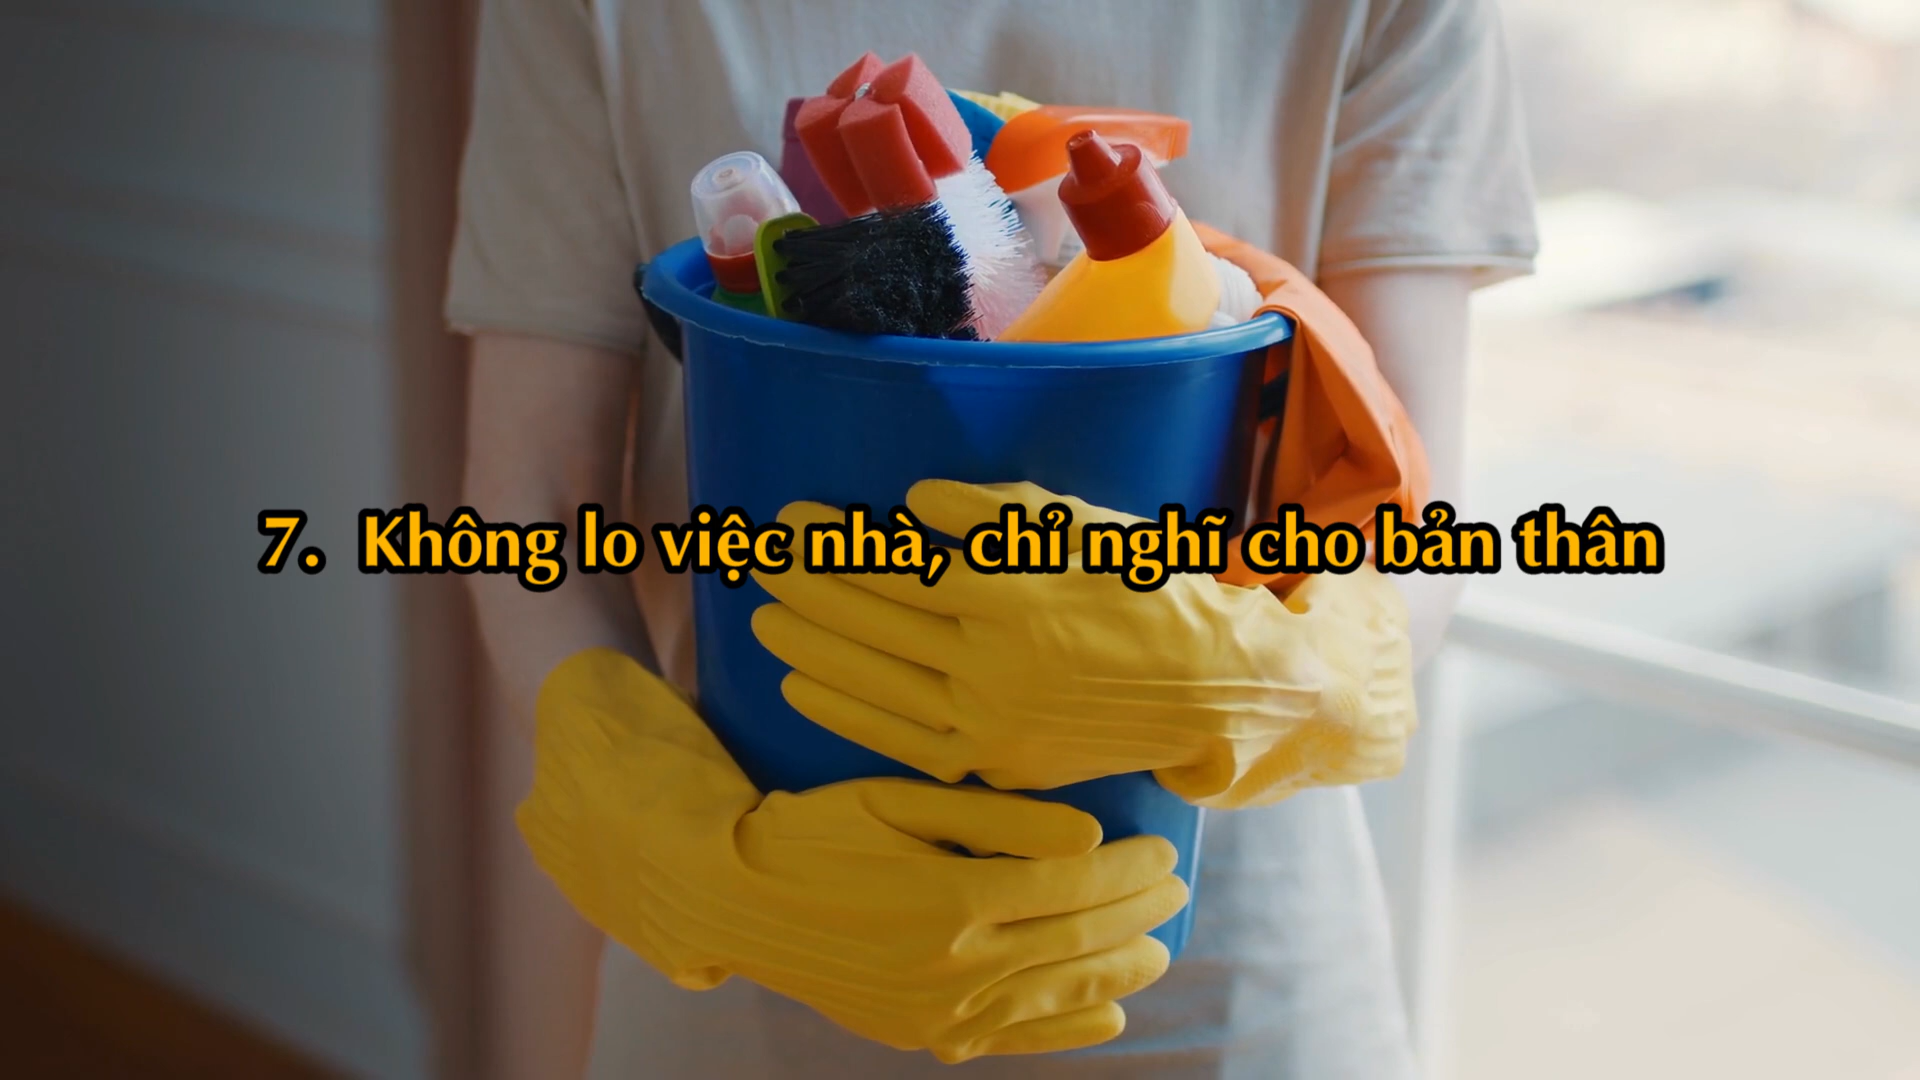 7. Không lo việc nhà, chỉ nghĩ cho bản thân